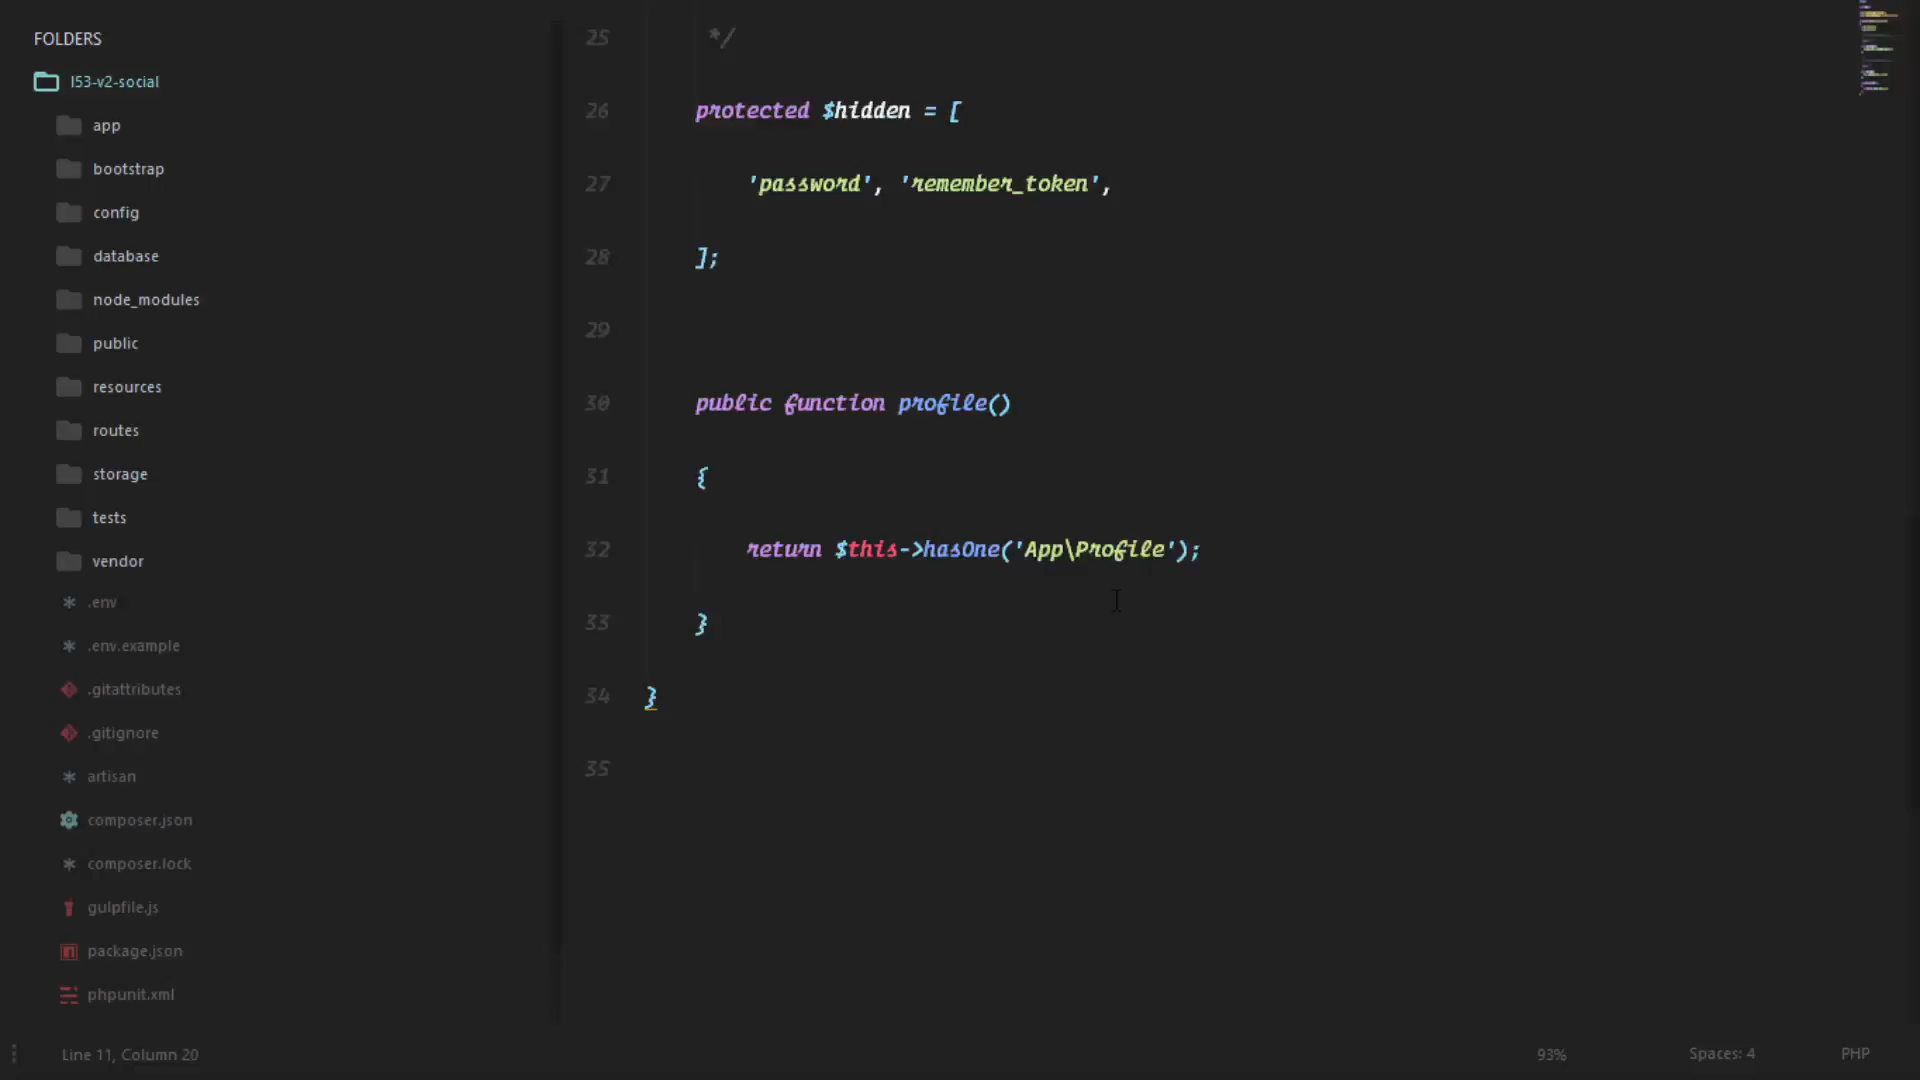 FOLDERS
l53-v2-social
app
bootstrap
config
database
node_modules
public
resources
routes
storage
tests
vendor
.env
.env.example
.gitattributes
.gitignore
artisan
composer.json
composer.lock
gulpfile.js
package.json
phpunit.xml
25 */
26 protected $hidden = [
27 'password', 'remember_token',
28 ];
29
30 public function profile()
31 {
32 return $this->hasOne('App\Profile');
33 }
34 }
35
Line 11, Column 20
93%
Spaces: 4
PHP